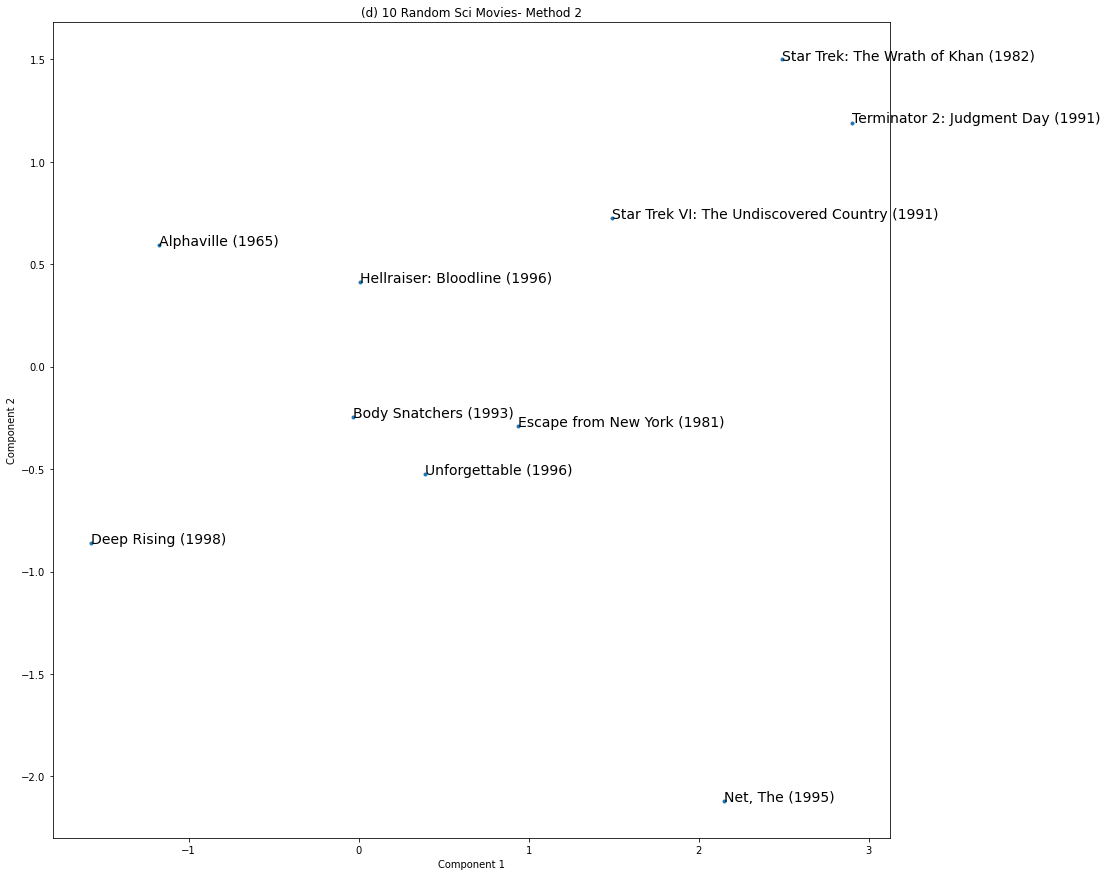 (d) 10 Random Sci Movies- Method 2
Star Trek: The Wrath of Khan (1982)
Terminator 2: Judgment Day (1991)
Star Trek VI: The Undiscovered Country (1991)
Alphaville (1965)
Hellraiser: Bloodline (1996)
Body Snatchers (1993)
Escape from New York (1981)
Unforgettable (1996)
Deep Rising (1998)
Net, The (1995)
Component 2
1.5
1.0
0.5
0.0
−0.5
−1.0
−1.5
−2.0
−1
0
1
2
3
Component 1